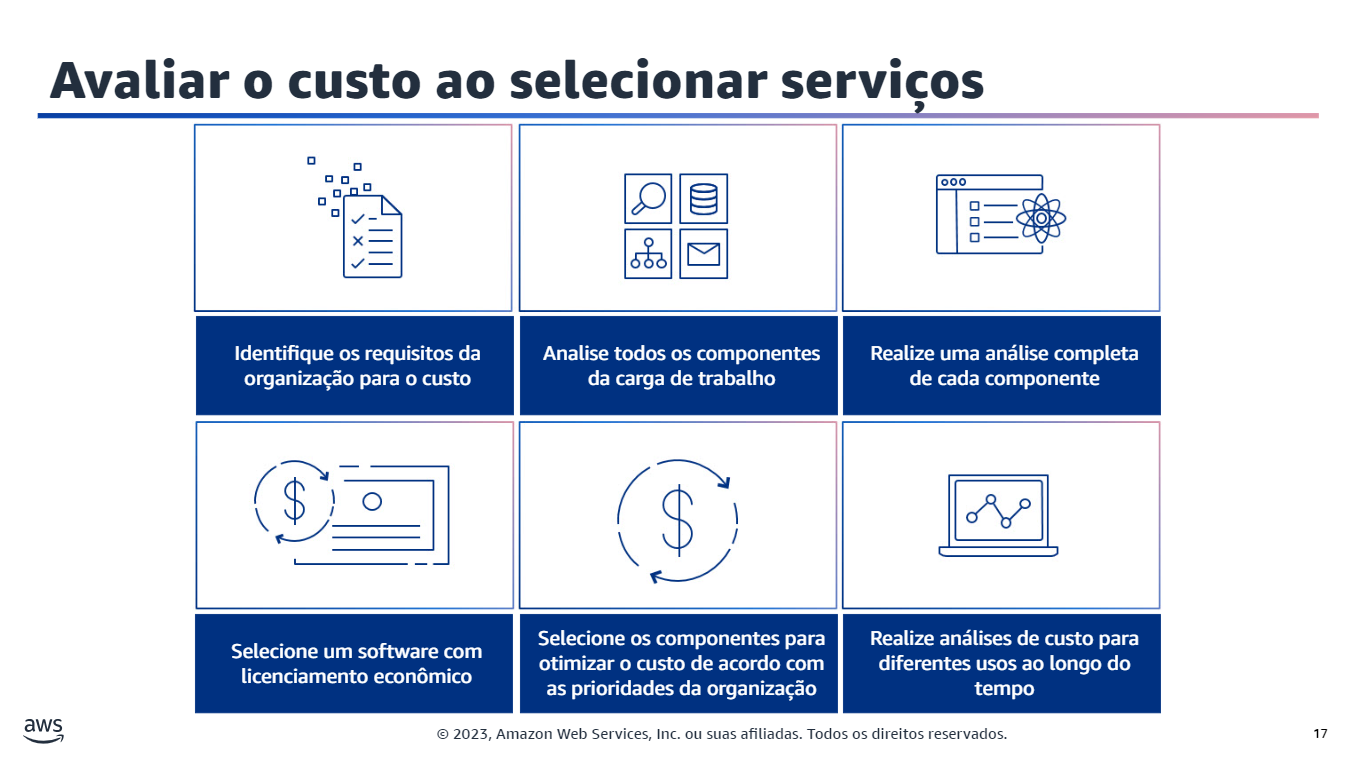 Avaliar o custo ao selecionar serviços
Identifique os requisitos da
organização para o custo
Analise todos os componentes
da carga de trabalho
Realize uma análise completa
de cada componente
Selecione um software com
licenciamento econômico
Selecione os componentes para
otimizar o custo de acordo com
as prioridades da organização
Realize análises de custo para
diferentes usos ao longo do
tempo
aws
© 2023, Amazon Web Services, Inc. ou suas afiliadas. Todos os direitos reservados.
17